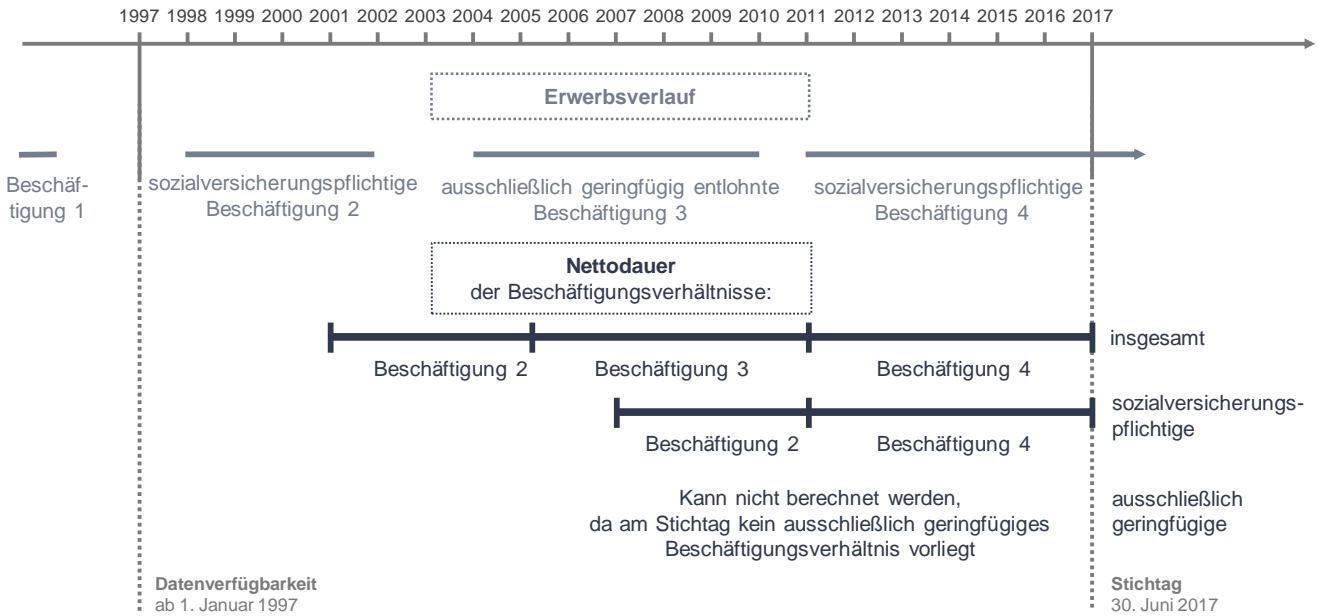 1997 1998 1999 2000 2001 2002 2003 2004 2005 2006 2007 2008 2009 2010 2011 2012 2013 2014 2015 2016 2017
Erwerbsverlauf
Beschäf-
tigung 1
sozialversicherungspflichtige
Beschäftigung 2
ausschließlich geringfügig entlohnte
Beschäftigung 3
sozialversicherungspflichtige
Beschäftigung 4
Nettodauer
der Beschäftigungsverhältnisse:
insgesamt
Beschäftigung 2 Beschäftigung 3 Beschäftigung 4
sozialversicherungs-
pflichtige
Beschäftigung 2 Beschäftigung 4
Kann nicht berechnet werden,
da am Stichtag kein ausschließlich geringfügiges
Beschäftigungsverhältnis vorliegt
ausschließlich
geringfügige
Datenverfügbarkeit
ab 1. Januar 1997
Stichtag
30. Juni 2017